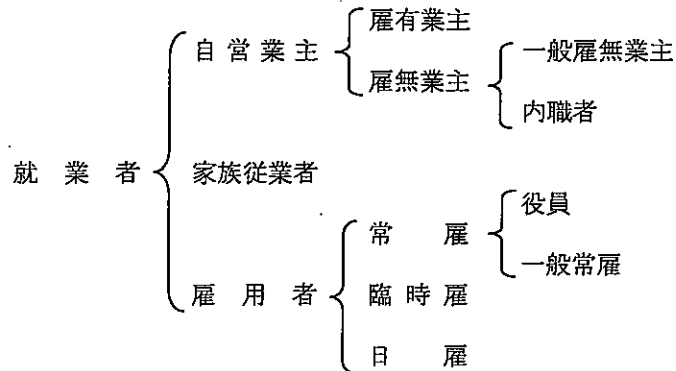 雇有業主
自営業主
一般雇無業主
雇無業主
内職者
就業者
家族従業者
役員
常雇
一般常雇
雇用者
臨時雇
日雇